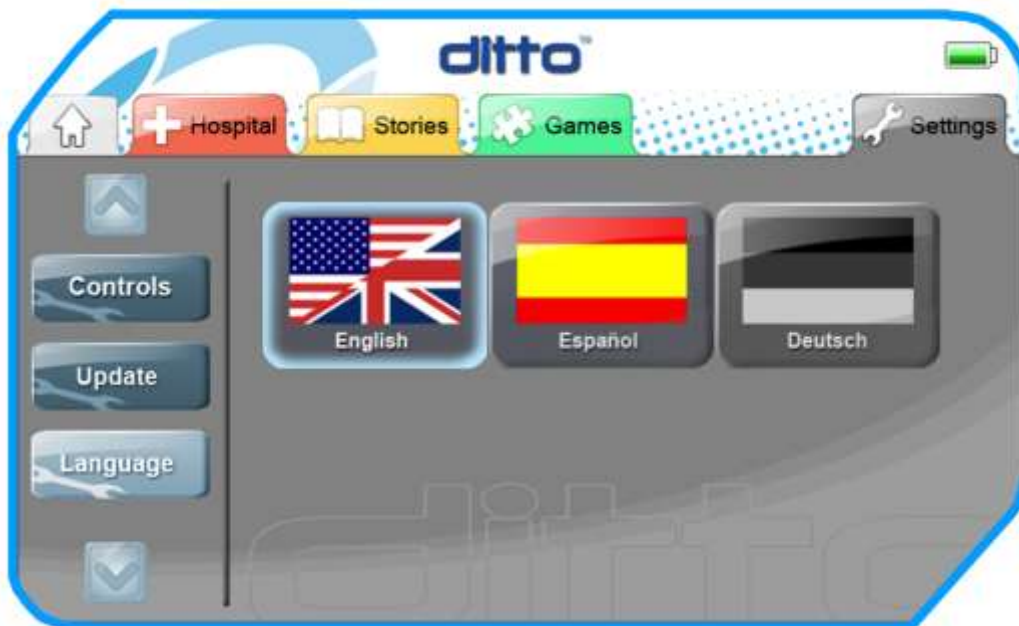 ditto™
Hospital
Stories
Games
Settings
Controls
Update
Language
English
Español
Deutsch
ditto